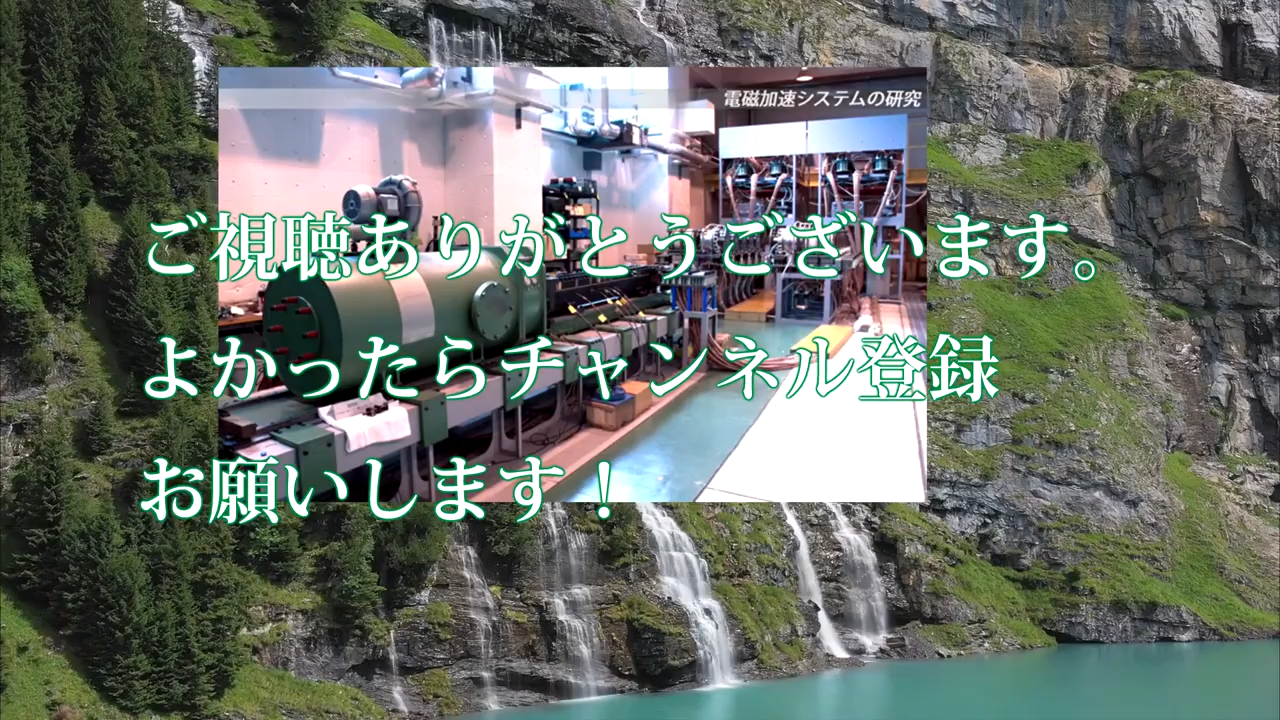 電磁加速システムの研究
ご視聴ありがとうございます。
よかったらチャンネル登録
お願いします！